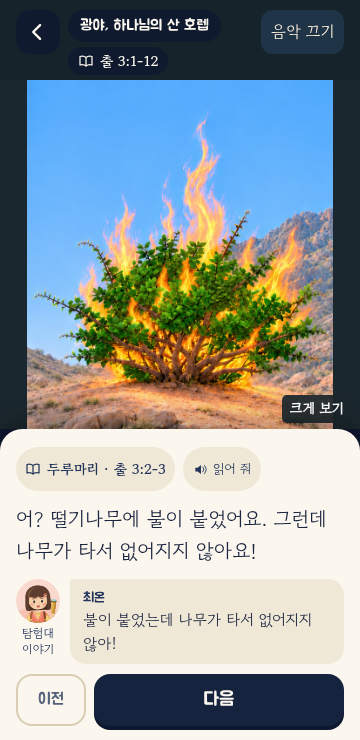 광야, 하나님의 산 호렙
음악 끄기
출 3:1-12
크게 보기
두루마리 · 출 3:2-3
읽어 줘
어? 떨기나무에 불이 붙었어요. 그런데
나무가 타서 없어지지 않아요!
최온
불이 붙었는데 나무가 타서 없어지지
않아!
탐험대
이야기
이전
다음